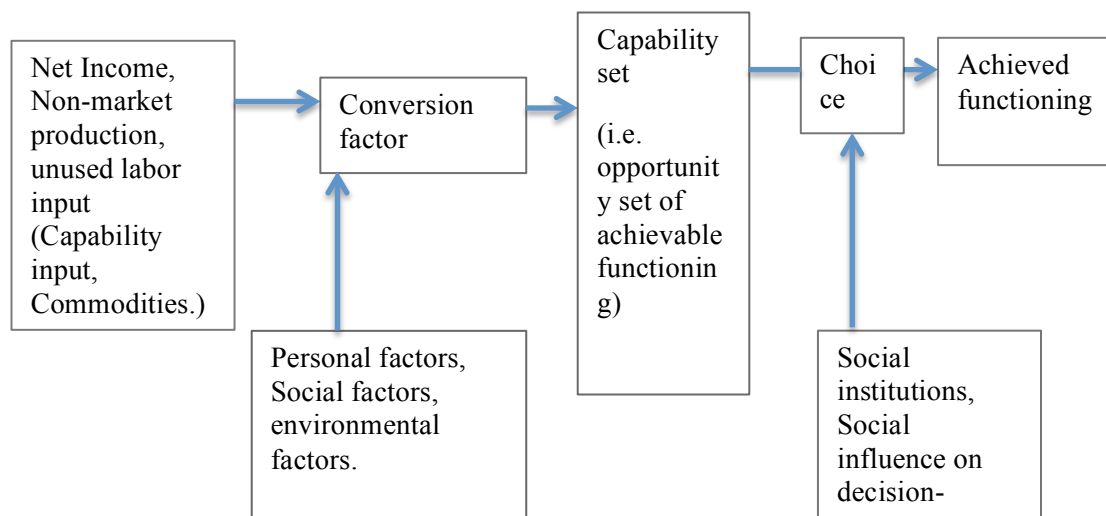 Net Income,
Non-market
production,
unused labor
input
(Capability
input,
Commodities.)
Conversion
factor
Personal factors,
Social factors,
environmental
factors.
Capability
set
(i.e.
opportunit
y set of
achievable
functionin
g)
Choi
ce
Social
institutions,
Social
influence on
decision-
Achieved
functioning